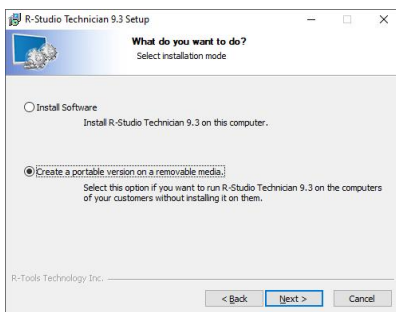 R-Studio Technician 9.3 Setup
What do you want to do?
Select installation mode
Install Software
Install R-Studio Technician 9.3 on this computer.
Create a portable version on a removable media.
Select this option if you want to run R-Studio Technician 9.3 on the computers
of your customers without installing it on them.
R-Tools Technology Inc.
< Back Next > Cancel